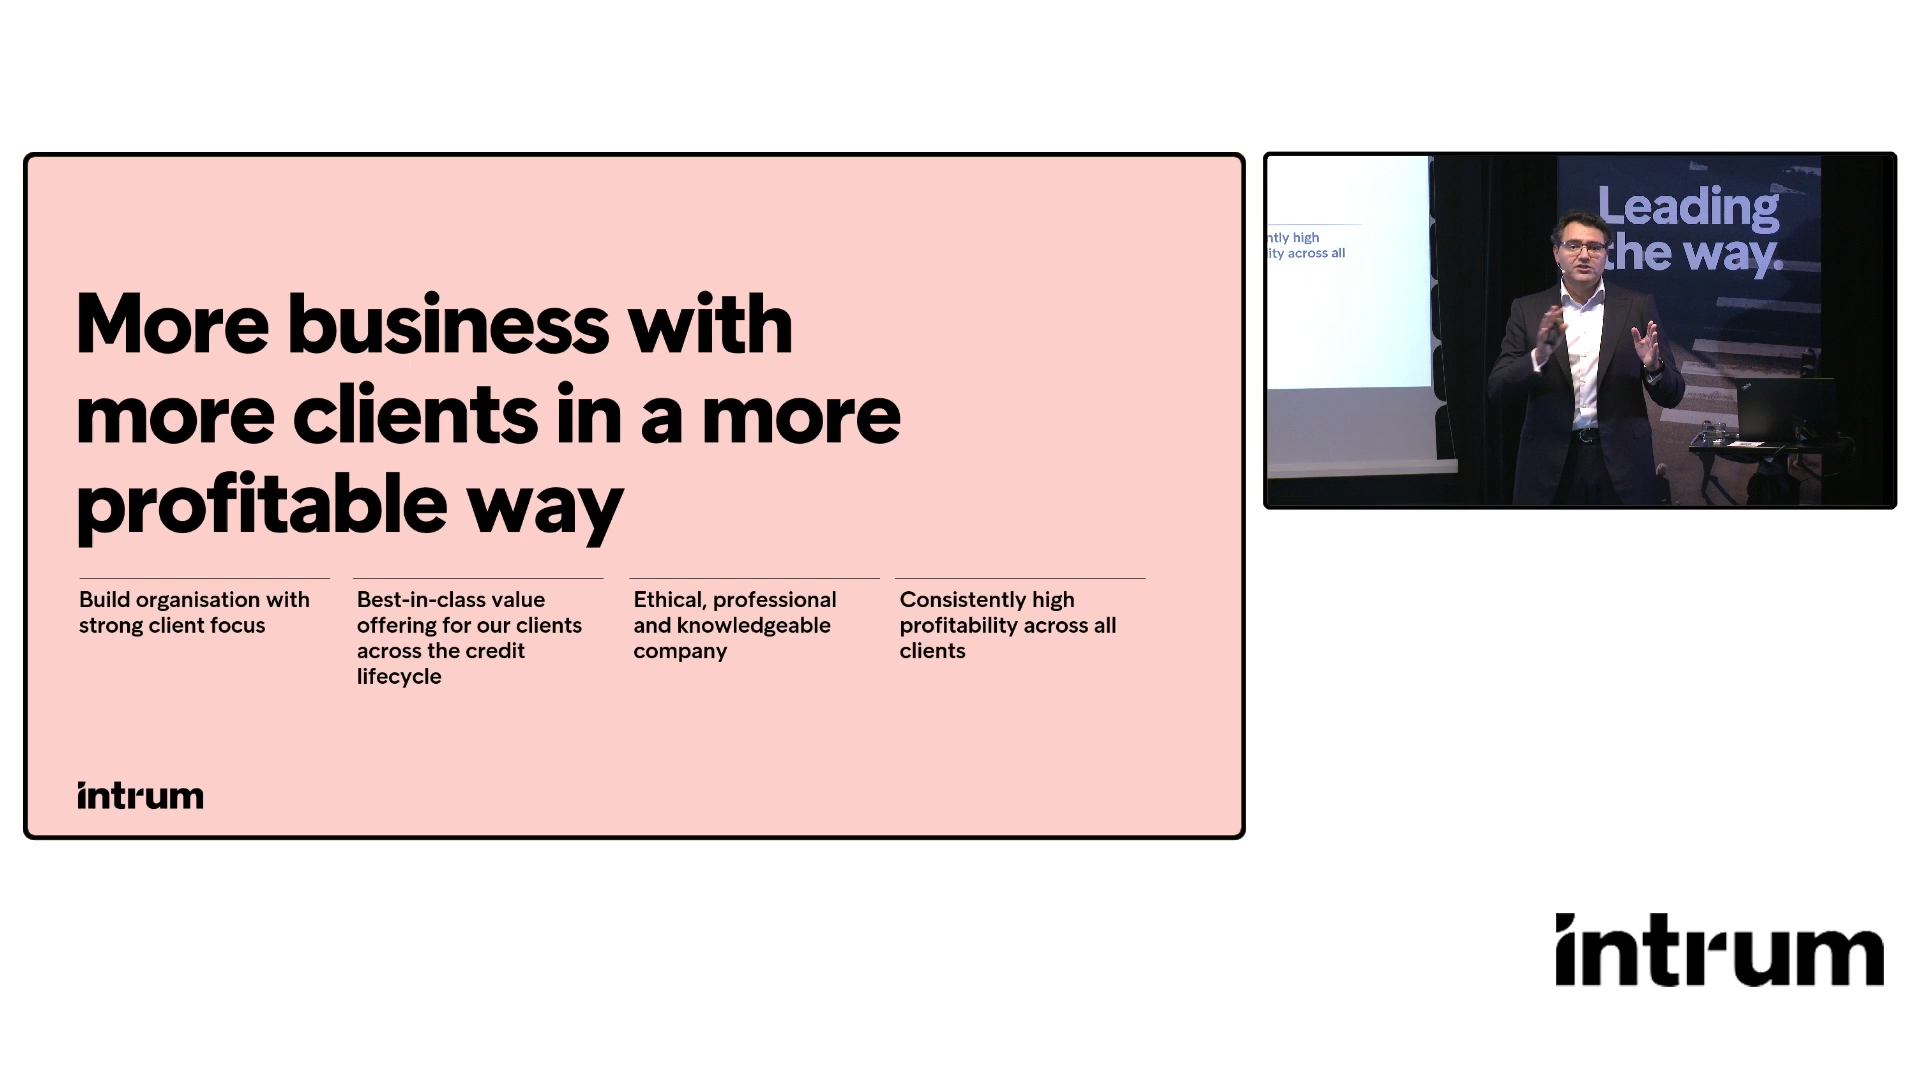 More business with
more clients in a more
profitable way
Build organisation with
strong client focus
Best-in-class value
offering for our clients
across the credit
lifecycle
Ethical, professional
and knowledgeable
company
Consistently high
profitability across all
clients
intrum
ntly high
ity across all
Leading
the way.
intrum